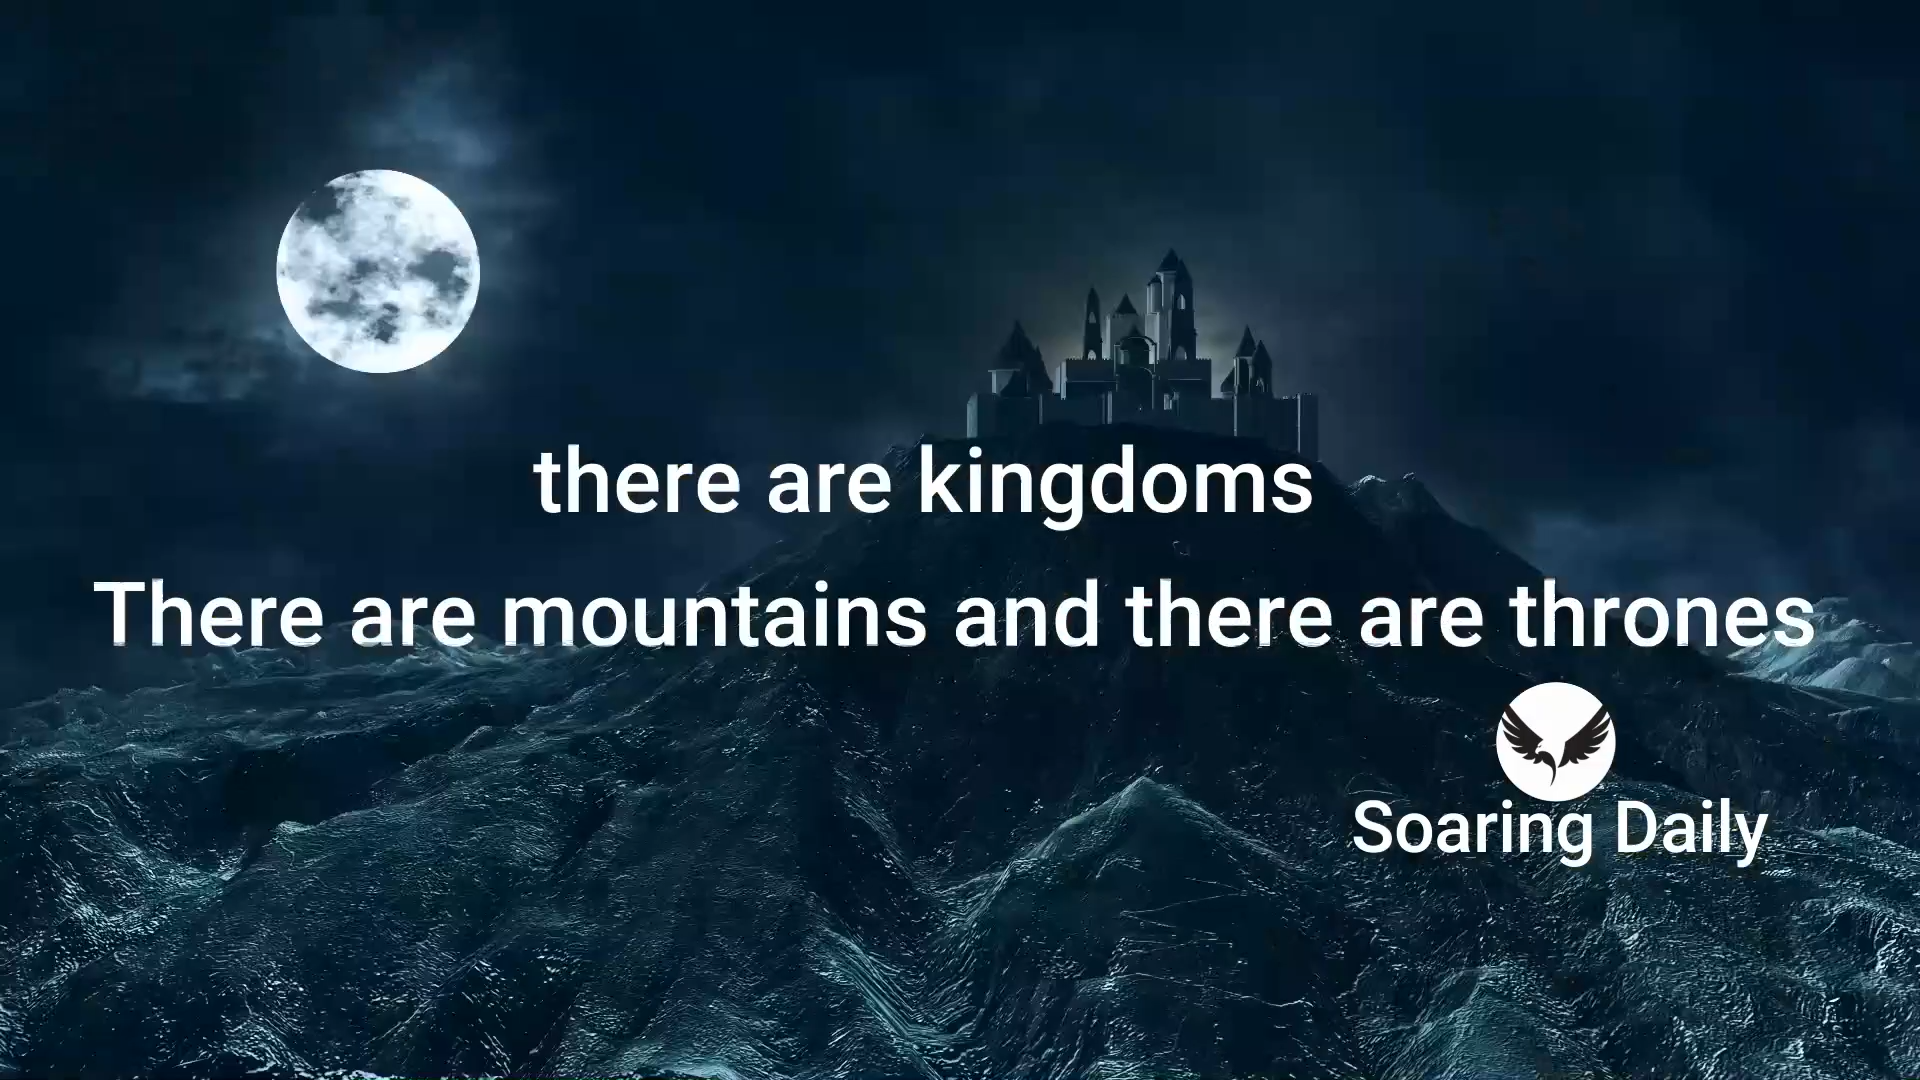 there are kingdoms
There are mountains and there are thrones
Soaring Daily